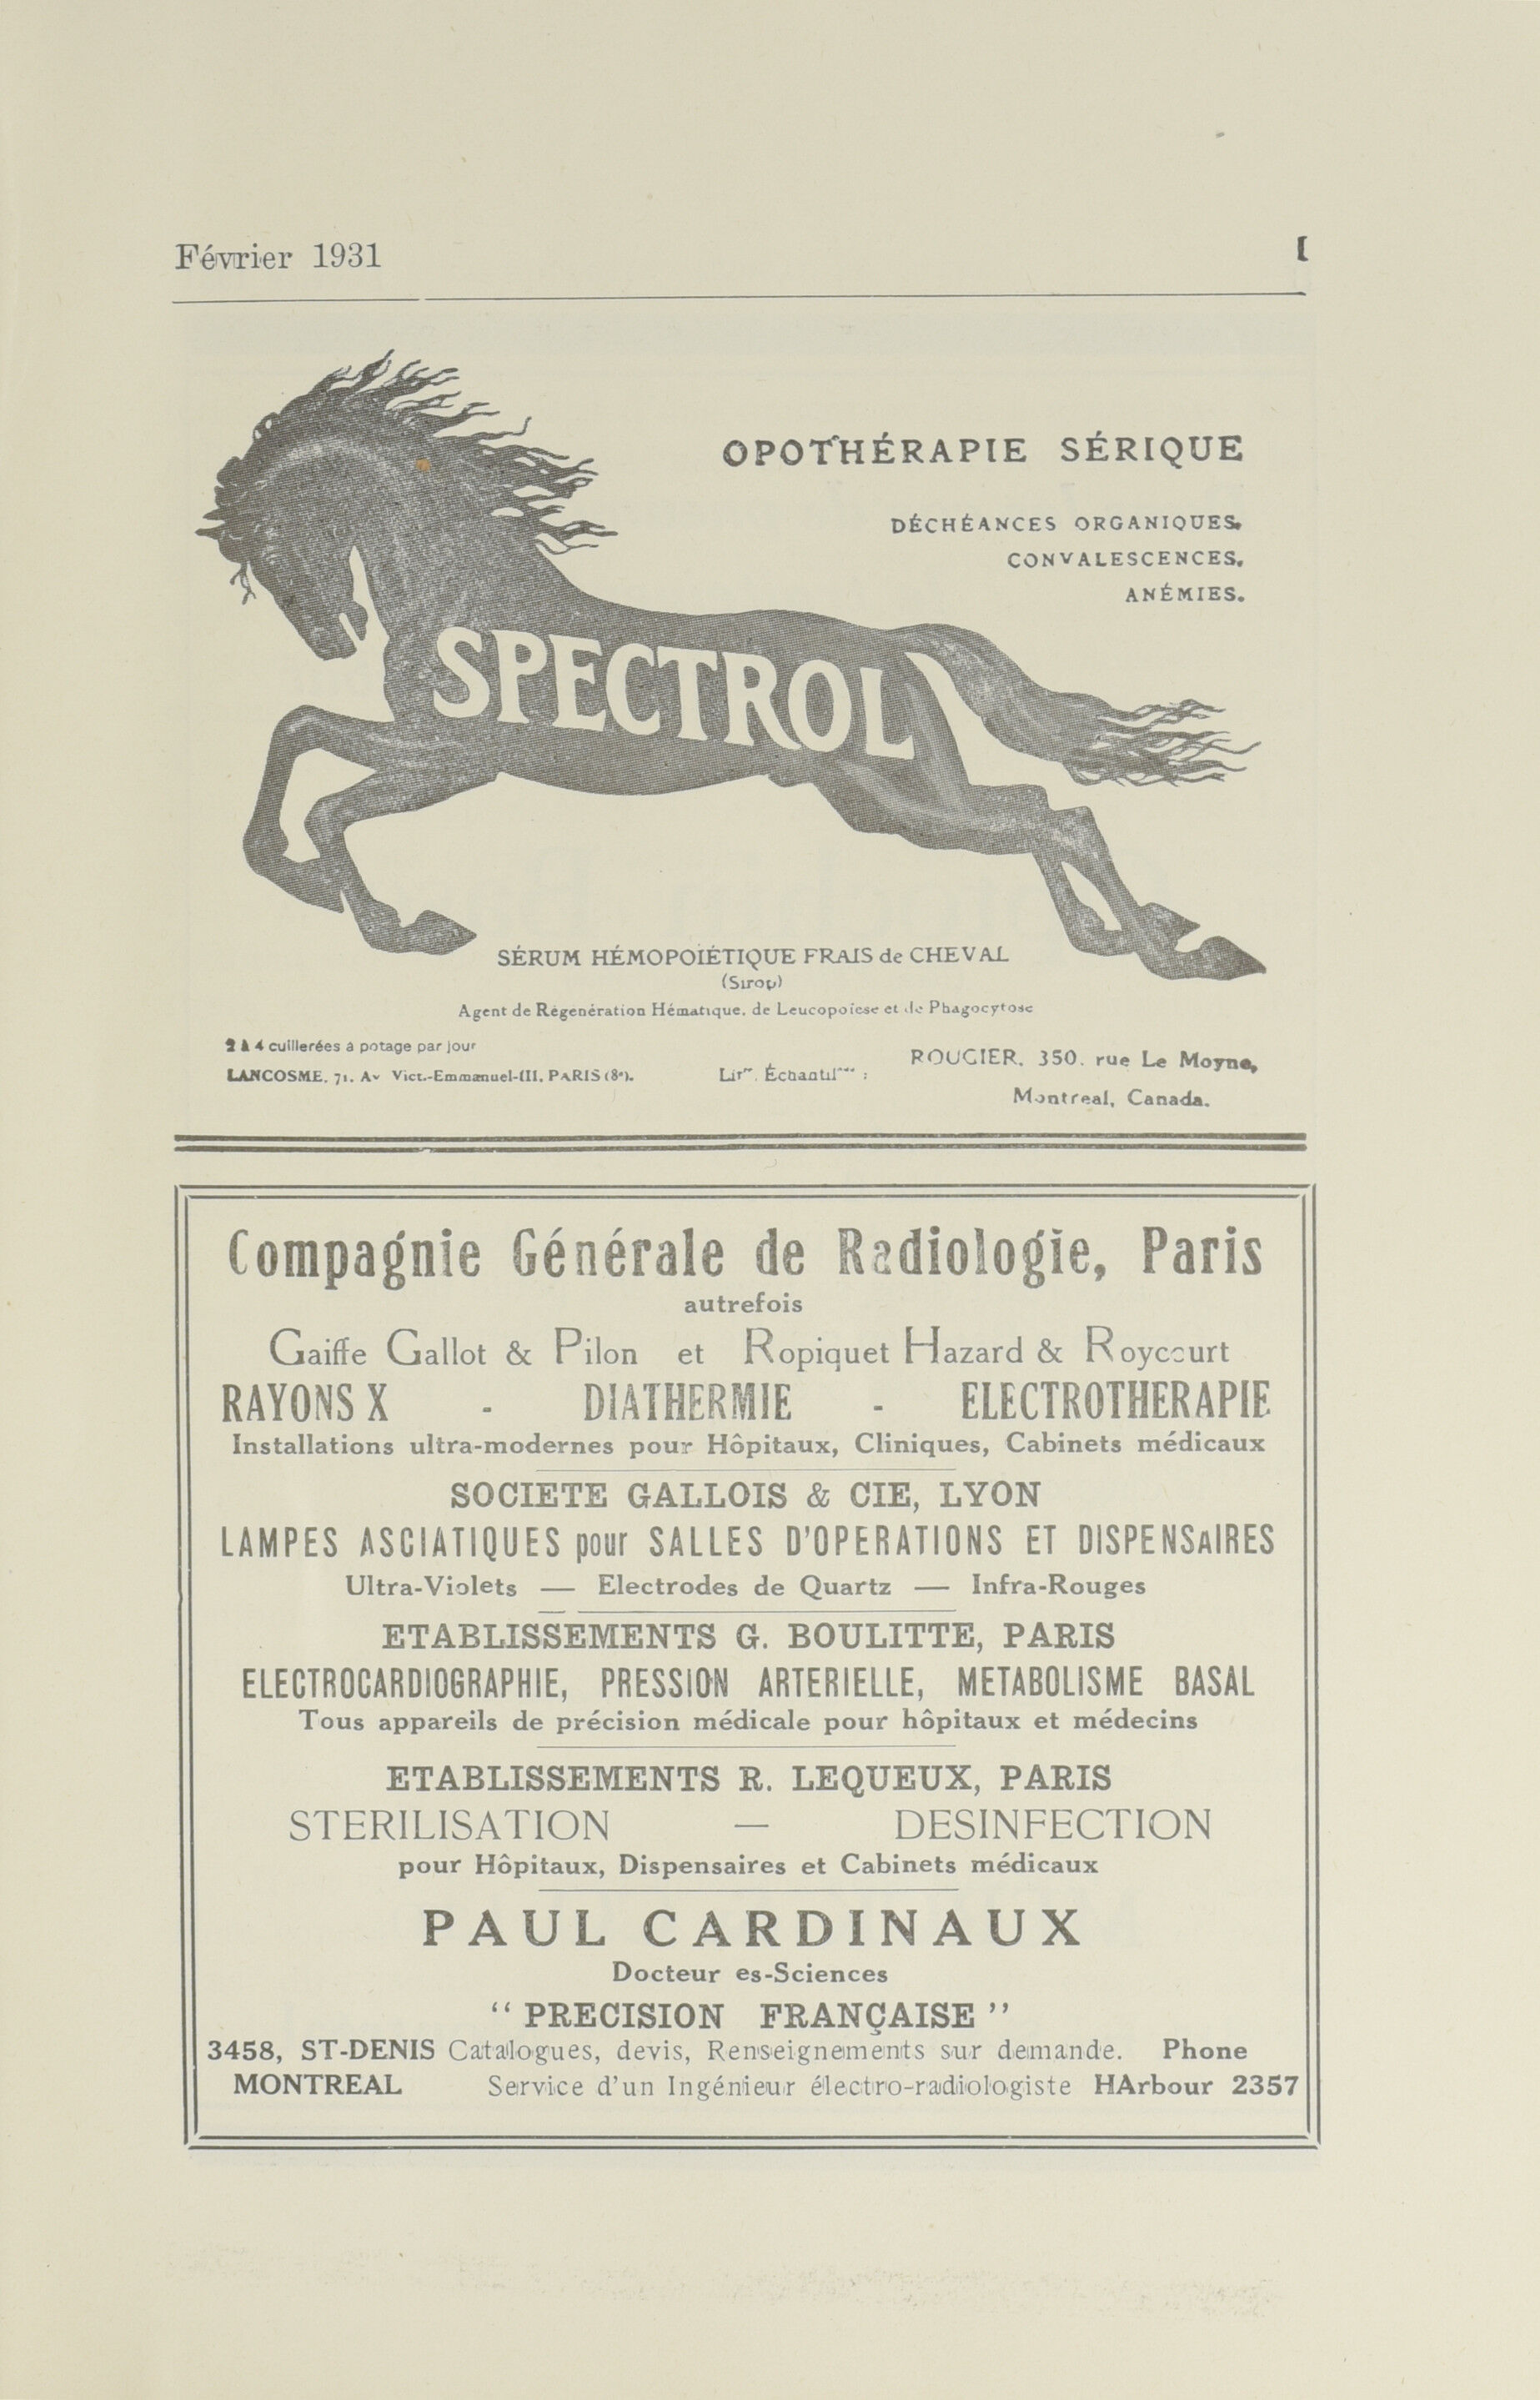 Février 1931 I
OPOTHÉRAPIE SÉRIQUE
DÉCHÉANCES ORGANIQUES.
CONVALESCENCES.
ANÉMIES.
SPECTROL
SÉRUM HÉMOPOIÉTIQUE FRAIS de CHEVAL
(Sirop)
Agent de Régénération Hématique, de Leucopoïese et de Phagocytose
2 à 4 cuillerées à potage par jour
LANCOSME, 71, Av Vict.-Emmanuel-III, PARIS (8e).
ROUGIER, 350, rue Le Moyne,
Montreal, Canada.
Compagnie Générale de Radiologie, Paris
autrefois
Gaiffe Gallot & Pilon et Ropiquet Hazard & Roycourt
RAYONS X - DIATHERMIE - ELECTROTHERAPIE
Installations ultra-modernes pour Hôpitaux, Cliniques, Cabinets médicaux
SOCIETE GALLOIS & CIE, LYON
LAMPES ASCIATIQUES pour SALLES D'OPERATIONS ET DISPENSAIRES
Ultra-Violets — Electrodes de Quartz — Infra-Rouges
ETABLISSEMENTS G. BOULITTE, PARIS
ELECTROCARDIOGRAPHIE, PRESSION ARTERIELLE, METABOLISME BASAL
Tous appareils de précision médicale pour hôpitaux et médecins
ETABLISSEMENTS R. LEQUEUX, PARIS
STERILISATION — DESINFECTION
pour Hôpitaux, Dispensaires et Cabinets médicaux
PAUL CARDINAUX
Docteur es-Sciences
" PRECISION FRANÇAISE "
3458, ST-DENIS Catalogues, devis, Renseignements sur demande. Phone
MONTREAL Service d'un Ingénieur électro-radiologiste HArbour 2357